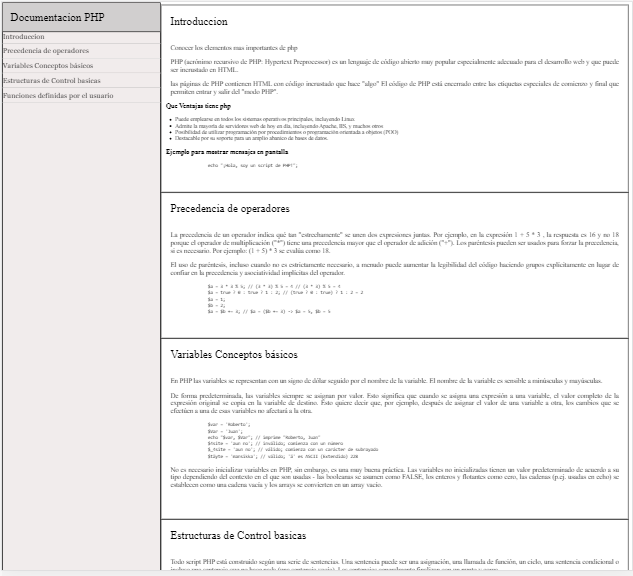 Documentacion PHP
Introduccion
Precedencia de operadores
Variables Conceptos básicos
Estructuras de Control basicas
Funciones definidas por el usuario
Introduccion
Conocer los elementos mas importantes de php
PHP (acrónimo recursivo de PHP: Hypertext Preprocessor) es un lenguaje de código abierto muy popular especialmente adecuado para el desarrollo web y que puede
ser incrustado en HTML.
las páginas de PHP contienen HTML con código incrustado que hace "algo" El código de PHP está encerrado entre las etiquetas especiales de comienzo y final que
permiten entrar y salir del "modo PHP".
Que Ventajas tiene php
Puede emplearse en todos los sistemas operativos principales, incluyendo Linux
Admite la mayoría de servidores web de hoy en día, incluyendo Apache, IIS, y muchos otros
Posibilidad de utilizar programación por procedimientos o programación orientada a objetos (POO)
Destacable por su soporte para un amplio abanico de bases de datos.
Ejemplo para mostrar mensajes en pantalla
echo "¡Hola, soy un script de PHP!";
Precedencia de operadores
La precedencia de un operador indica qué tan "estrechamente" se unen dos expresiones juntas. Por ejemplo, en la expresión 1 + 5 * 3 , la respuesta es 16 y no 18
porque el operador de multiplicación ("*") tiene una precedencia mayor que el operador de adición ("+"). Los paréntesis pueden ser usados para forzar la precedencia,
si es necesario. Por ejemplo: (1 + 5) * 3 se evalúa como 18.
El uso de paréntesis, incluso cuando no es estrictamente necesario, a menudo puede aumentar la legibilidad del código haciendo grupos explícitamente en lugar de
confiar en la precedencia y asociatividad implícitas del operador.
$a = 3 * 3 % 5; // (3 * 3) % 5 = 4
$a = true ? 0 : true ? 1 : 2; // (true ? 0 : true) ? 1 : 2 = 2
$a = 1;
$b = 2;
$a = $b += 3; // $a = ($b += 3) -> $a = 5, $b = 5
Variables Conceptos básicos
En PHP las variables se representan con un signo de dólar seguido por el nombre de la variable. El nombre de la variable es sensible a minúsculas y mayúsculas.
De forma predeterminada, las variables siempre se asignan por valor. Esto significa que cuando se asigna una expresión a una variable, el valor completo de la
expresión original se copia en la variable de destino. Esto quiere decir que, por ejemplo, después de asignar el valor de una variable a otra, los cambios que se
efectúen a una de esas variables no afectará a la otra.
$var = 'Roberto';
$Var = 'Juan';
echo "$var, $Var"; // imprime "Roberto, Juan"
$4site = 'aun no'; // inválido; comienza con un número
$_4site = 'aun no'; // válido; comienza con un carácter de subrayado
$täyte = 'mansikka'; // válido; 'ä' es ASCII (Extendido) 228
No es necesario inicializar variables en PHP, sin embargo, es una muy buena práctica. Las variables no inicializadas tienen un valor predeterminado de acuerdo a su
tipo dependiendo del contexto en el que son usadas - las booleanas se asumen como FALSE, los enteros y flotantes como cero, las cadenas (p.ej. usadas en echo) se
establecen como una cadena vacía y los arrays se convierten en un array vacío.
Estructuras de Control basicas
Todo script PHP está construido según una serie de sentencias. Una sentencia puede ser una asignación, una llamada de función, un ciclo, una sentencia condicional o